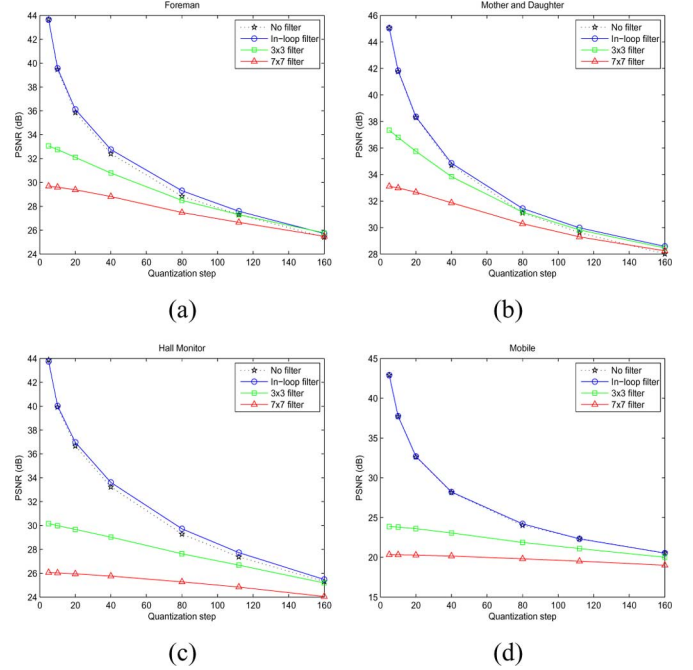 Foreman
44
42
40
38
36
34
32
30
28
26
24
PSNR (dB)
0 20 40 60 80 100 120 140 160
Quantization step
No filter
In-loop filter
3x3 filter
7x7 filter
(a)
Mother and Daughter
46
44
42
40
38
36
34
32
30
28
PSNR (dB)
0 20 40 60 80 100 120 140 160
Quantization step
No filter
In-loop filter
3x3 filter
7x7 filter
(b)
Hall Monitor
44
42
40
38
36
34
32
30
28
26
24
PSNR (dB)
0 20 40 60 80 100 120 140 160
Quantization step
No filter
In-loop filter
3x3 filter
7x7 filter
(c)
Mobile
45
40
35
30
25
20
15
PSNR (dB)
0 20 40 60 80 100 120 140 160
Quantization step
No filter
In-loop filter
3x3 filter
7x7 filter
(d)